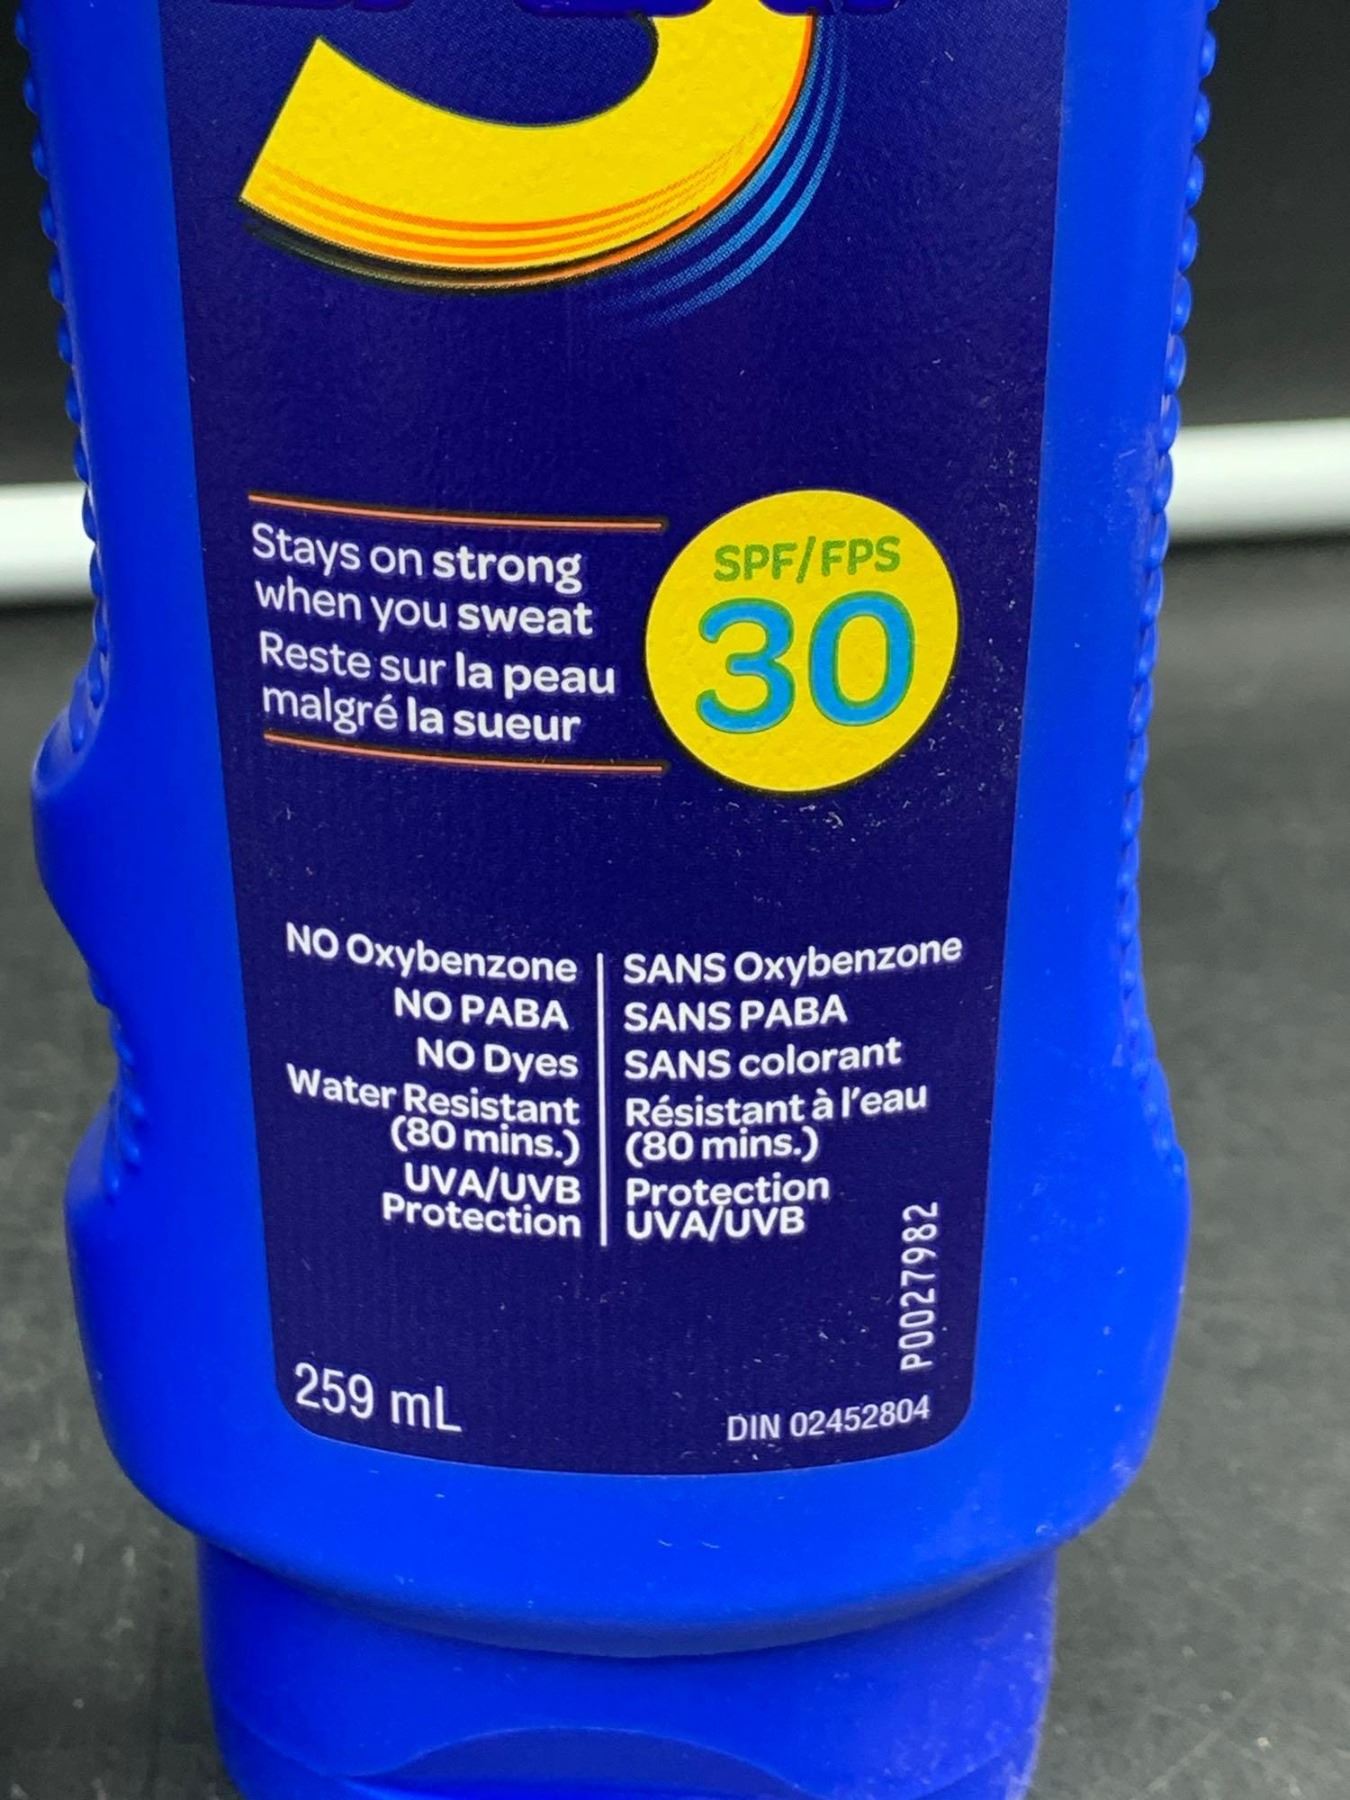 Stays on strong
when you sweat
Reste sur la peau
malgré la sueur
SPF/FPS
30
NO Oxybenzone
NO PABA
NO Dyes
Water Resistant
(80 mins.)
UVA/UVB
Protection
SANS Oxybenzone
SANS PABA
SANS colorant
Résistant à l'eau
(80 mins.)
Protection
UVA/UVB
P0027982
259 mL
DIN 02452804